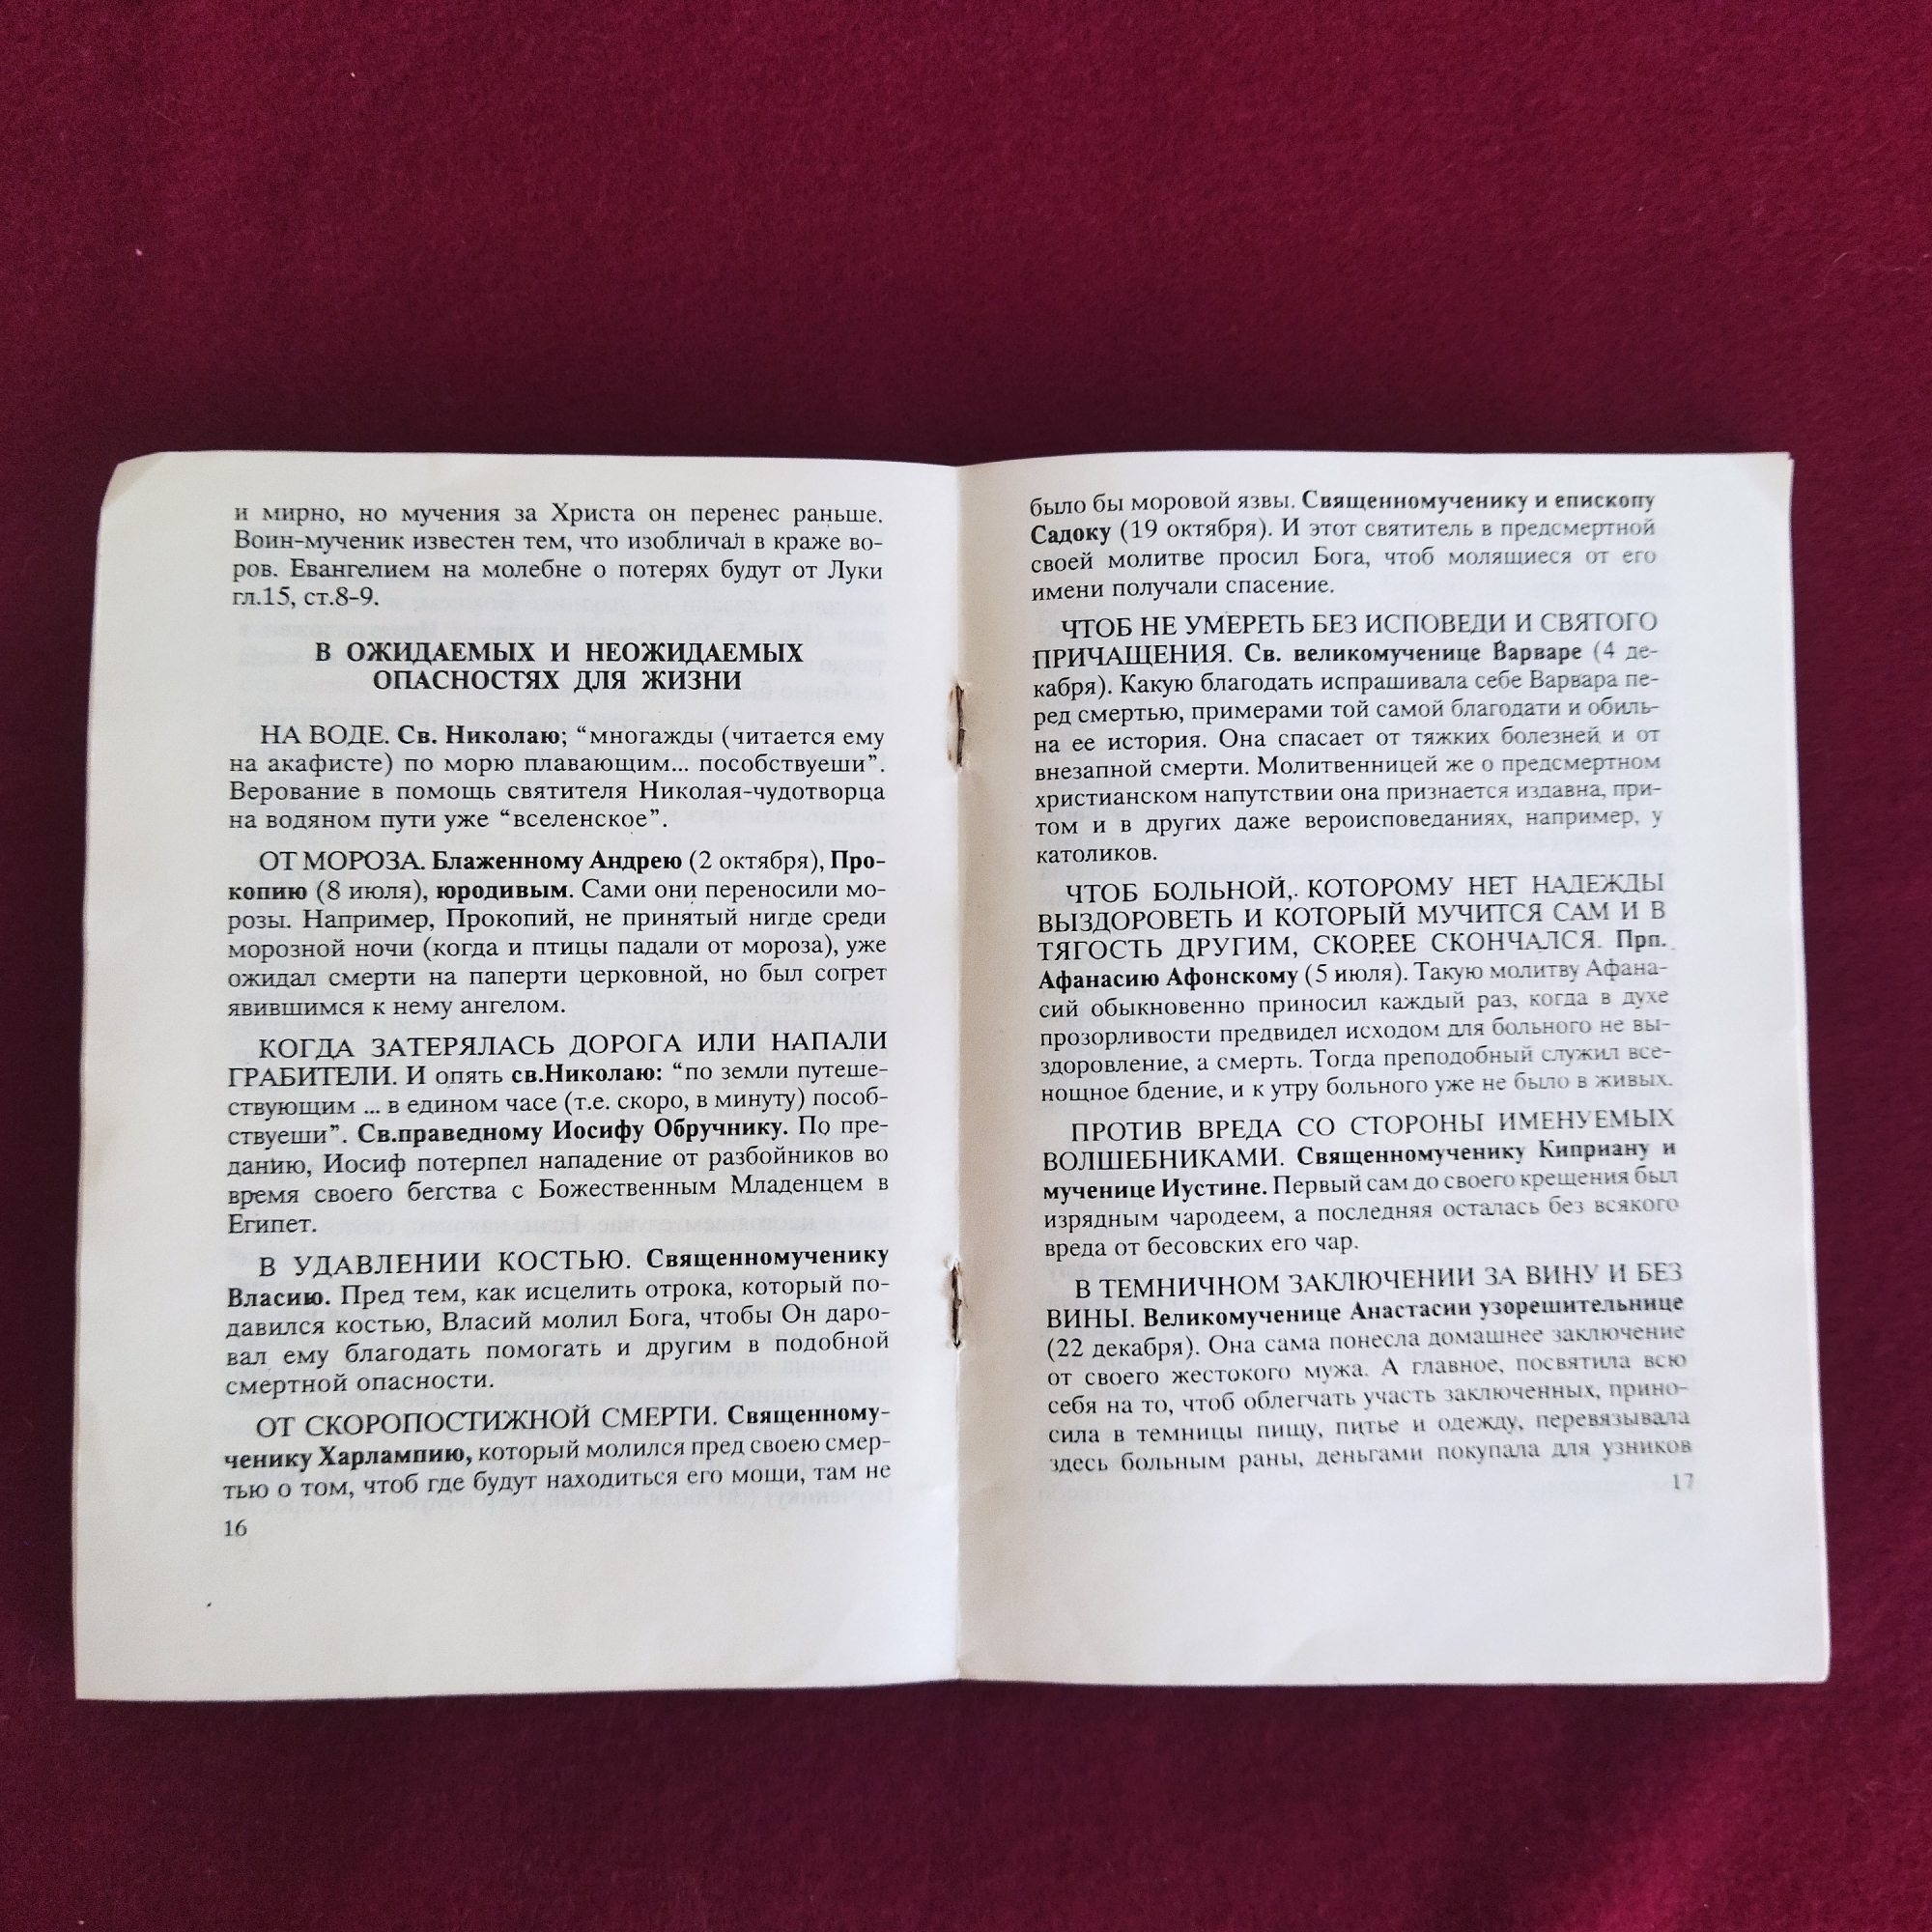 и мирно, но мучения за Христа он перенес раньше.
Воин-мученик известен тем, что изобличал в краже во-
ров. Евангелием на молебне о потерях будут от Луки
гл.15, ст.8-9.
В ОЖИДАЕМЫХ И НЕОЖИДАЕМЫХ
ОПАСНОСТЯХ ДЛЯ ЖИЗНИ
НА ВОДЕ. Св. Николаю; “многажды (читается ему
на акафисте) по морю плавающим... пособствуеши”.
Верование в помощь святителя Николая-чудотворца
на водяном пути уже “вселенское”.
ОТ МОРОЗА. Блаженному Андрею (2 октября), Про-
копию (8 июля), юродивым. Сами они переносили мо-
розы. Например, Прокопий, не принятый нигде среди
морозной ночи (когда и птицы падали от мороза), уже
ожидал смерти на паперти церковной, но был согрет
явившимся к нему ангелом.
КОГДА ЗАТЕРЯЛАСЬ ДОРОГА ИЛИ НАПАЛИ
ГРАБИТЕЛИ. И опять св.Николаю: “по земли путеше-
ствующим ... в едином часе (т.е. скоро, в минуту) пособ-
ствуеши”. Св.праведному Иосифу Обручнику. По пре-
данию, Иосиф потерпел нападение от разбойников во
время своего бегства с Божественным Младенцем в
Египет.
В УДАВЛЕНИИ КОСТЬЮ. Священномученику
Власию. Пред тем, как исцелить отрока, который по-
давился костью, Власий молил Бога, чтобы Он даро-
вал ему благодать помогать и другим в подобной
смертной опасности.
ОТ СКОРОПОСТИЖНОЙ СМЕРТИ. Священному-
ченику Харлампию, который молился пред своею смер-
тью о том, чтоб где будут находиться его мощи, там не
16
было бы моровой язвы. Священномученику и епископу
Садоку (19 октября). И этот святитель в предсмертной
своей молитве просил Бога, чтоб молящиеся от его
имени получали спасение.
ЧТОБ НЕ УМЕРЕТЬ БЕЗ ИСПОВЕДИ И СВЯТОГО
ПРИЧАЩЕНИЯ. Св. великомученице Варваре (4 де-
кабря). Какую благодать испрашивала себе Варвара пе-
ред смертью, примерами той самой благодати и обиль-
на ее история. Она спасает от тяжких болезней и от
внезапной смерти. Молитвенницей же о предсмертном
христианском напутствии она признается издавна, при-
том и в других даже вероисповеданиях, например, у
католиков.
ЧТОБ БОЛЬНОЙ,. КОТОРОМУ НЕТ НАДЕЖДЫ
ВЫЗДОРОВЕТЬ И КОТОРЫЙ МУЧИТСЯ САМ И В
ТЯГОСТЬ ДРУГИМ, СКОРЕЕ СКОНЧАЛСЯ. Прп.
Афанасию Афонскому (5 июля). Такую молитву Афана-
сий обыкновенно приносил каждый раз, когда в духе
прозорливости предвидел исходом для больного не вы-
здоровление, а смерть. Тогда преподобный служил все-
нощное бдение, и к утру больного уже не было в живых.
ПРОТИВ ВРЕДА СО СТОРОНЫ ИМЕНУЕМЫХ
ВОЛШЕБНИКАМИ. Священномученику Киприану и
мученице Иустине. Первый сам до своего крещения был
изрядным чародеем, а последняя осталась без всякого
вреда от бесовских его чар.
В ТЕМНИЧНОМ ЗАКЛЮЧЕНИИ ЗА ВИНУ И БЕЗ
ВИНЫ. Великомученице Анастасии узорешительнице
(22 декабря). Она сама понесла домашнее заключение
от своего жестокого мужа. А главное, посвятила всю
себя на то, чтоб облегчать участь заключенных, прино-
сила в темницы пищу, питье и одежду, перевязывала
здесь больным раны, деньгами покупала для узников
17